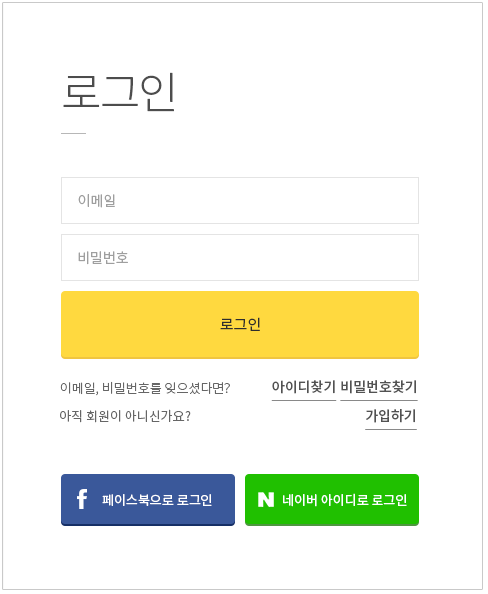 로그인
이메일
비밀번호
로그인
이메일, 비밀번호를 잊으셨다면? 아이디찾기 비밀번호찾기
아직 회원이 아니신가요? 가입하기
f 페이스북으로 로그인
N 네이버 아이디로 로그인